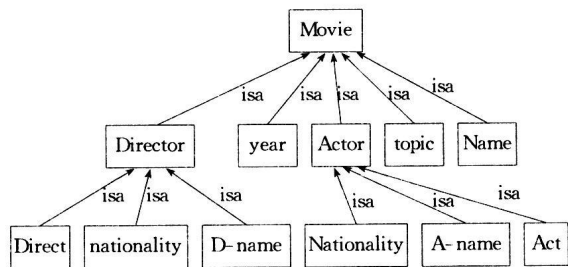 Movie
isa isa isa isa isa
Director year Actor topic Name
isa isa isa isa isa isa
Direct nationality D-name Nationality A-name Act